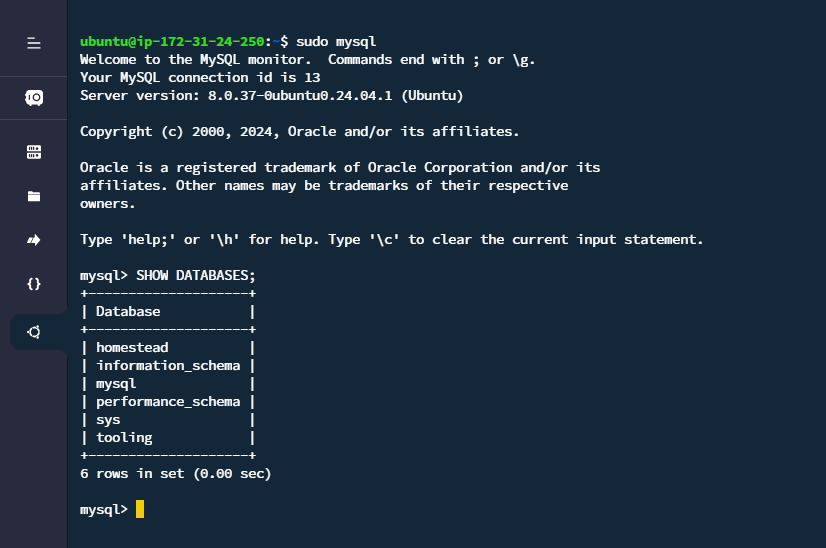 ubuntu@ip-172-31-24-250:~$ sudo mysql
Welcome to the MySQL monitor.  Commands end with ; or \g.
Your MySQL connection id is 13
Server version: 8.0.37-0ubuntu0.24.04.1 (Ubuntu)
Copyright (c) 2000, 2024, Oracle and/or its affiliates.
Oracle is a registered trademark of Oracle Corporation and/or its
affiliates. Other names may be trademarks of their respective
owners.
Type 'help;' or '\h' for help. Type '\c' to clear the current input statement.
mysql> SHOW DATABASES;
+--------------------+
| Database           |
+--------------------+
| homestead          |
| information_schema |
| mysql              |
| performance_schema |
| sys                |
| tooling            |
+--------------------+
6 rows in set (0.00 sec)
mysql>